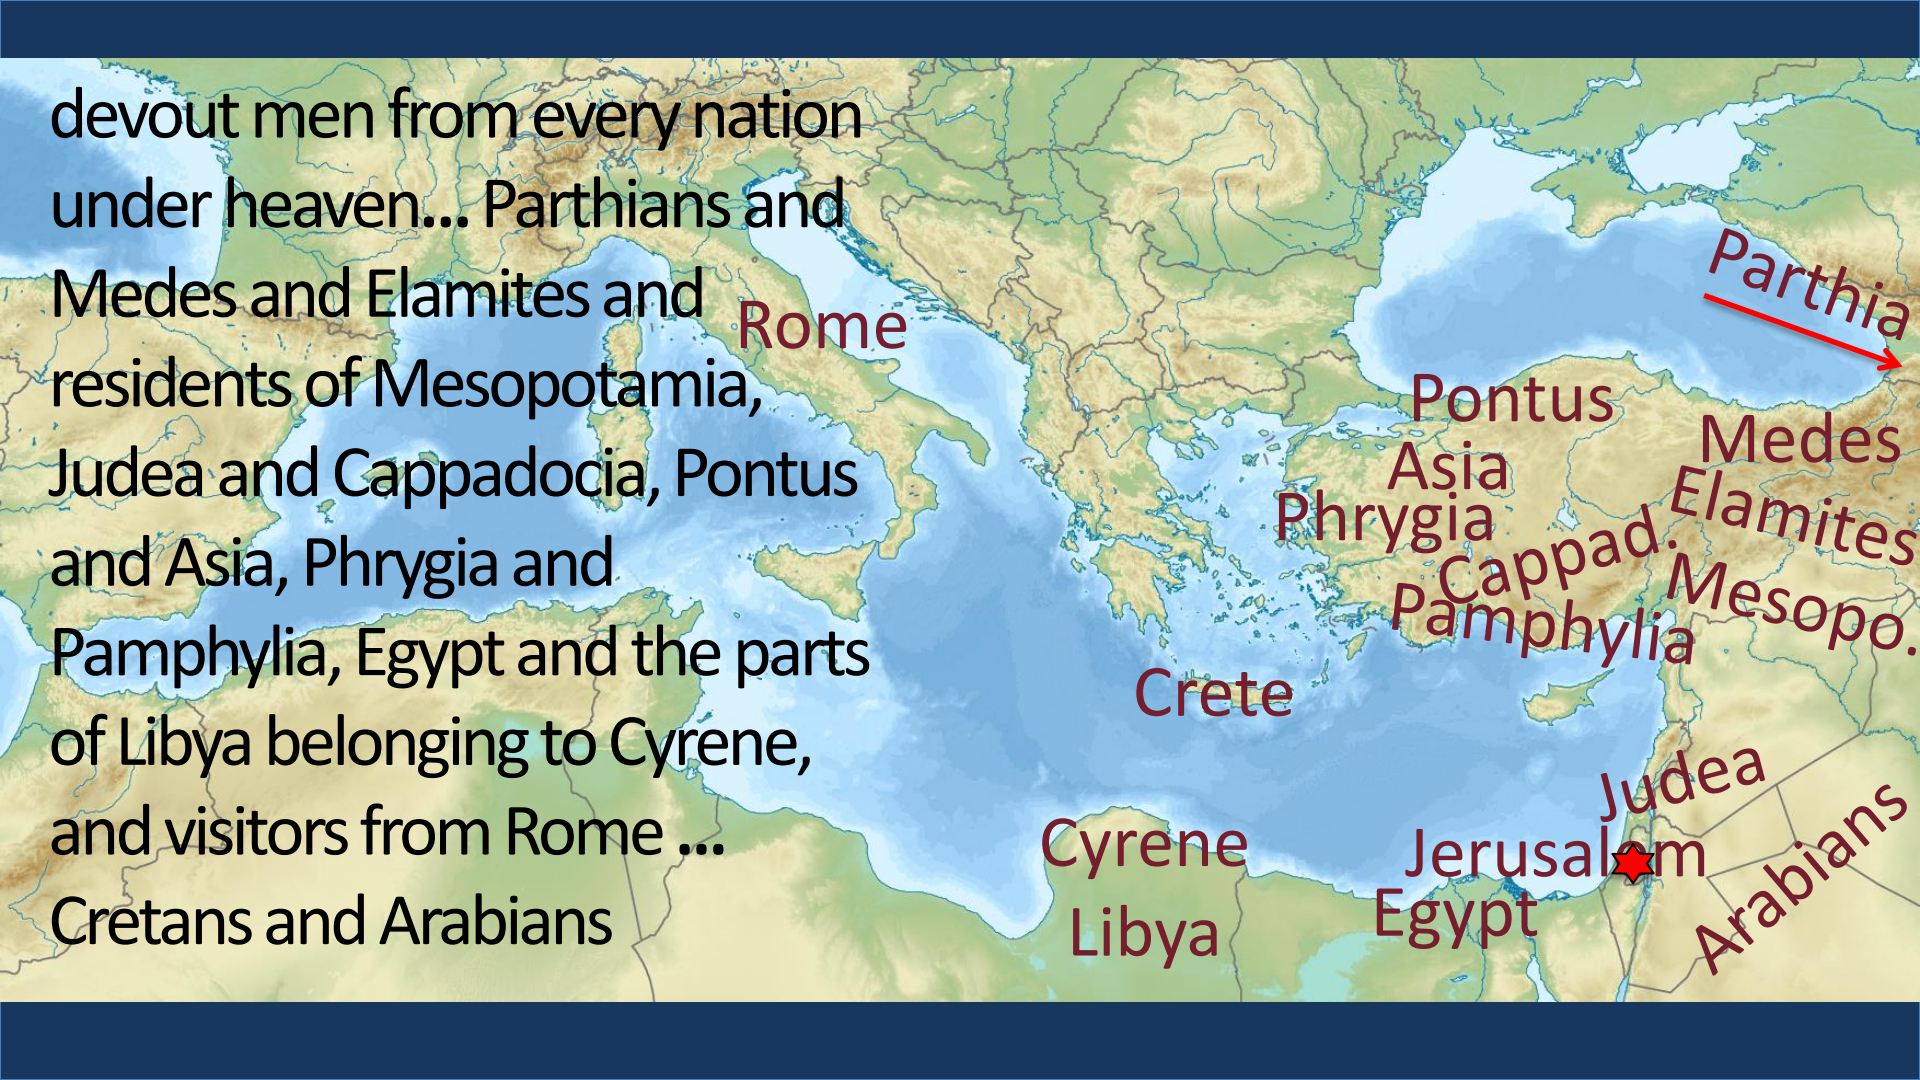 devout men from every nation
under heaven... Parthians and
Medes and Elamites and
residents of Mesopotamia,
Judea and Cappadocia, Pontus
and Asia, Phrygia and
Pamphylia, Egypt and the parts
of Libya belonging to Cyrene,
and visitors from Rome ...
Cretans and Arabians
Rome
Parthia
Pontus
Medes
Asia
Elamites
Phrygia
Cappad.
Mesopo.
Pamphylia
Crete
Judea
Cyrene
Jerusalem
Arabians
Egypt
Libya